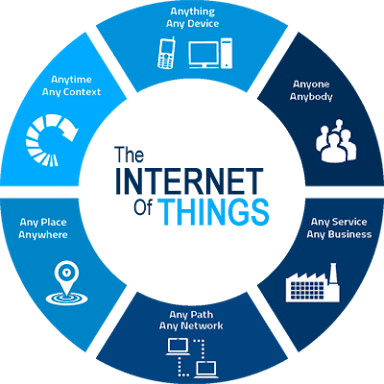 Anything
Any Device
Anyone
Anybody
Any Service
Any Business
Any Path
Any Network
Any Place
Anywhere
Anytime
Any Context
The
INTERNET
Of THINGS